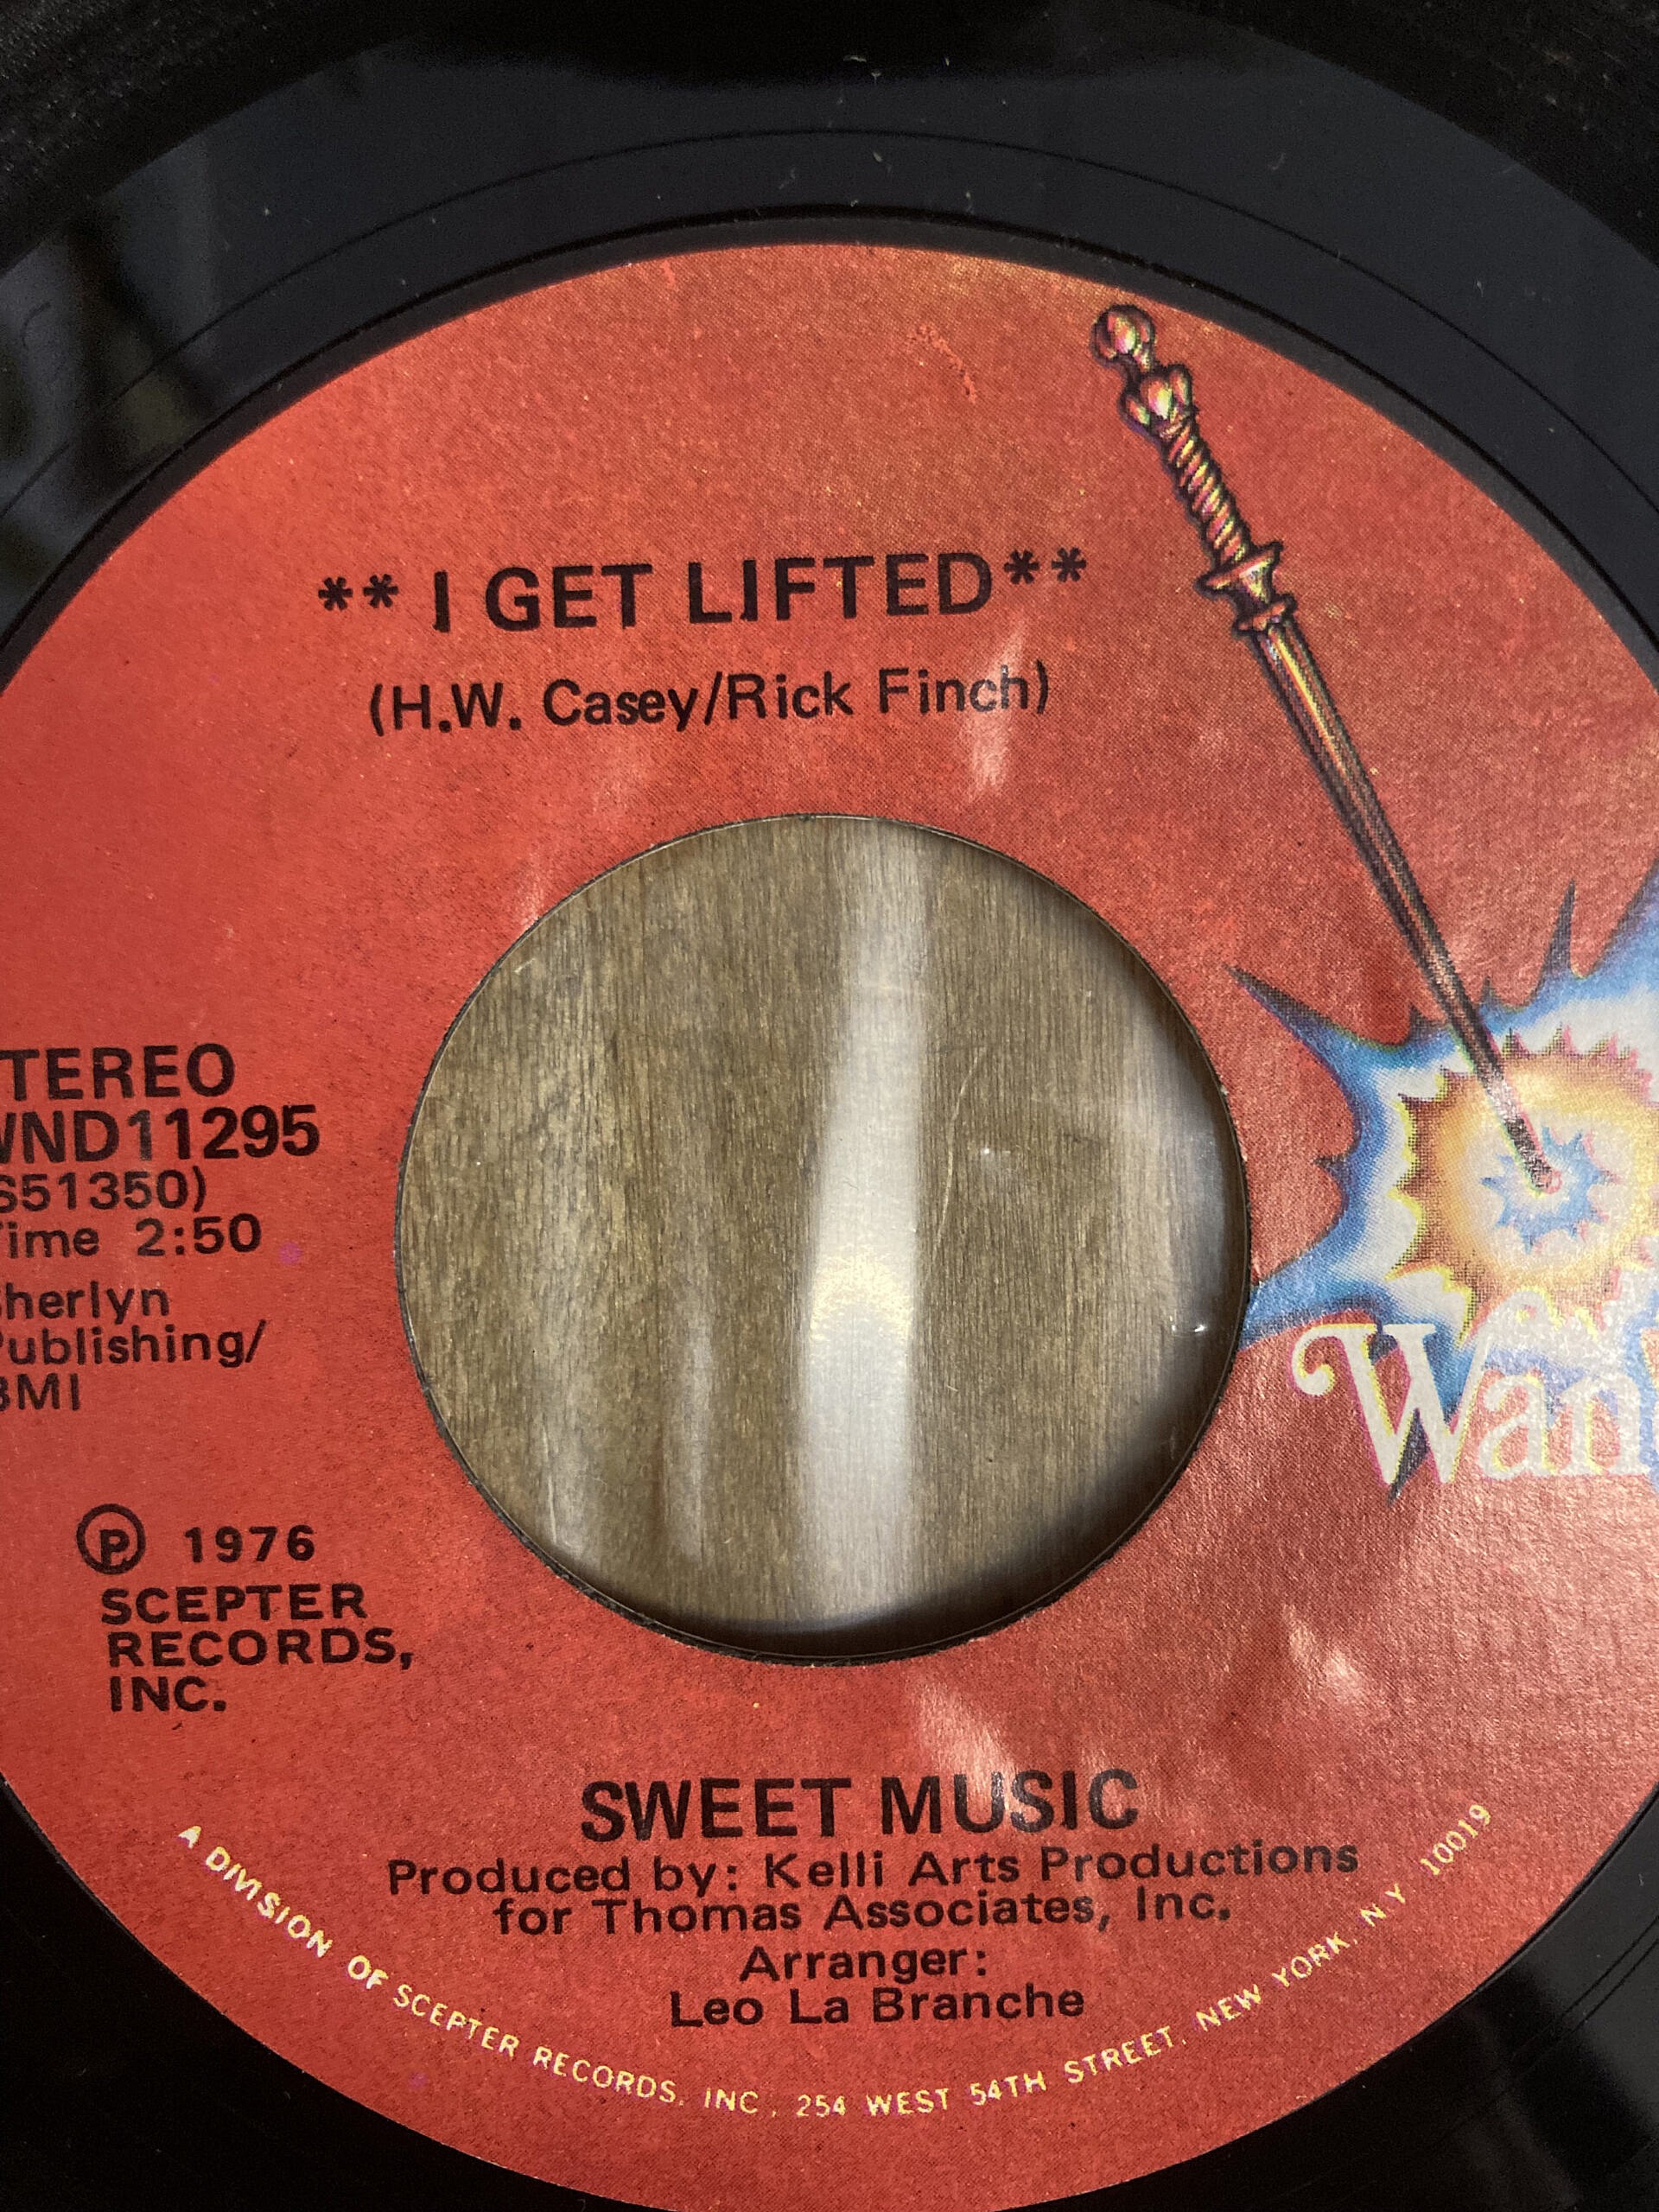 ** I GET LIFTED**
(H.W. Casey/Rick Finch)
TEREO
WND11295
S51350)
ime 2:50
herlyn
Publishing/
BMI
Ⓟ 1976
SCEPTER
RECORDS,
INC.
Wan
SWEET MUSIC
Produced by: Kelli Arts Productions
for Thomas Associates, Inc.
Arranger:
Leo La Branche
A DIVISION OF SCEPTER RECORDS, INC., 254 WEST 54TH STREET, NEW YORK, N.Y. 10019